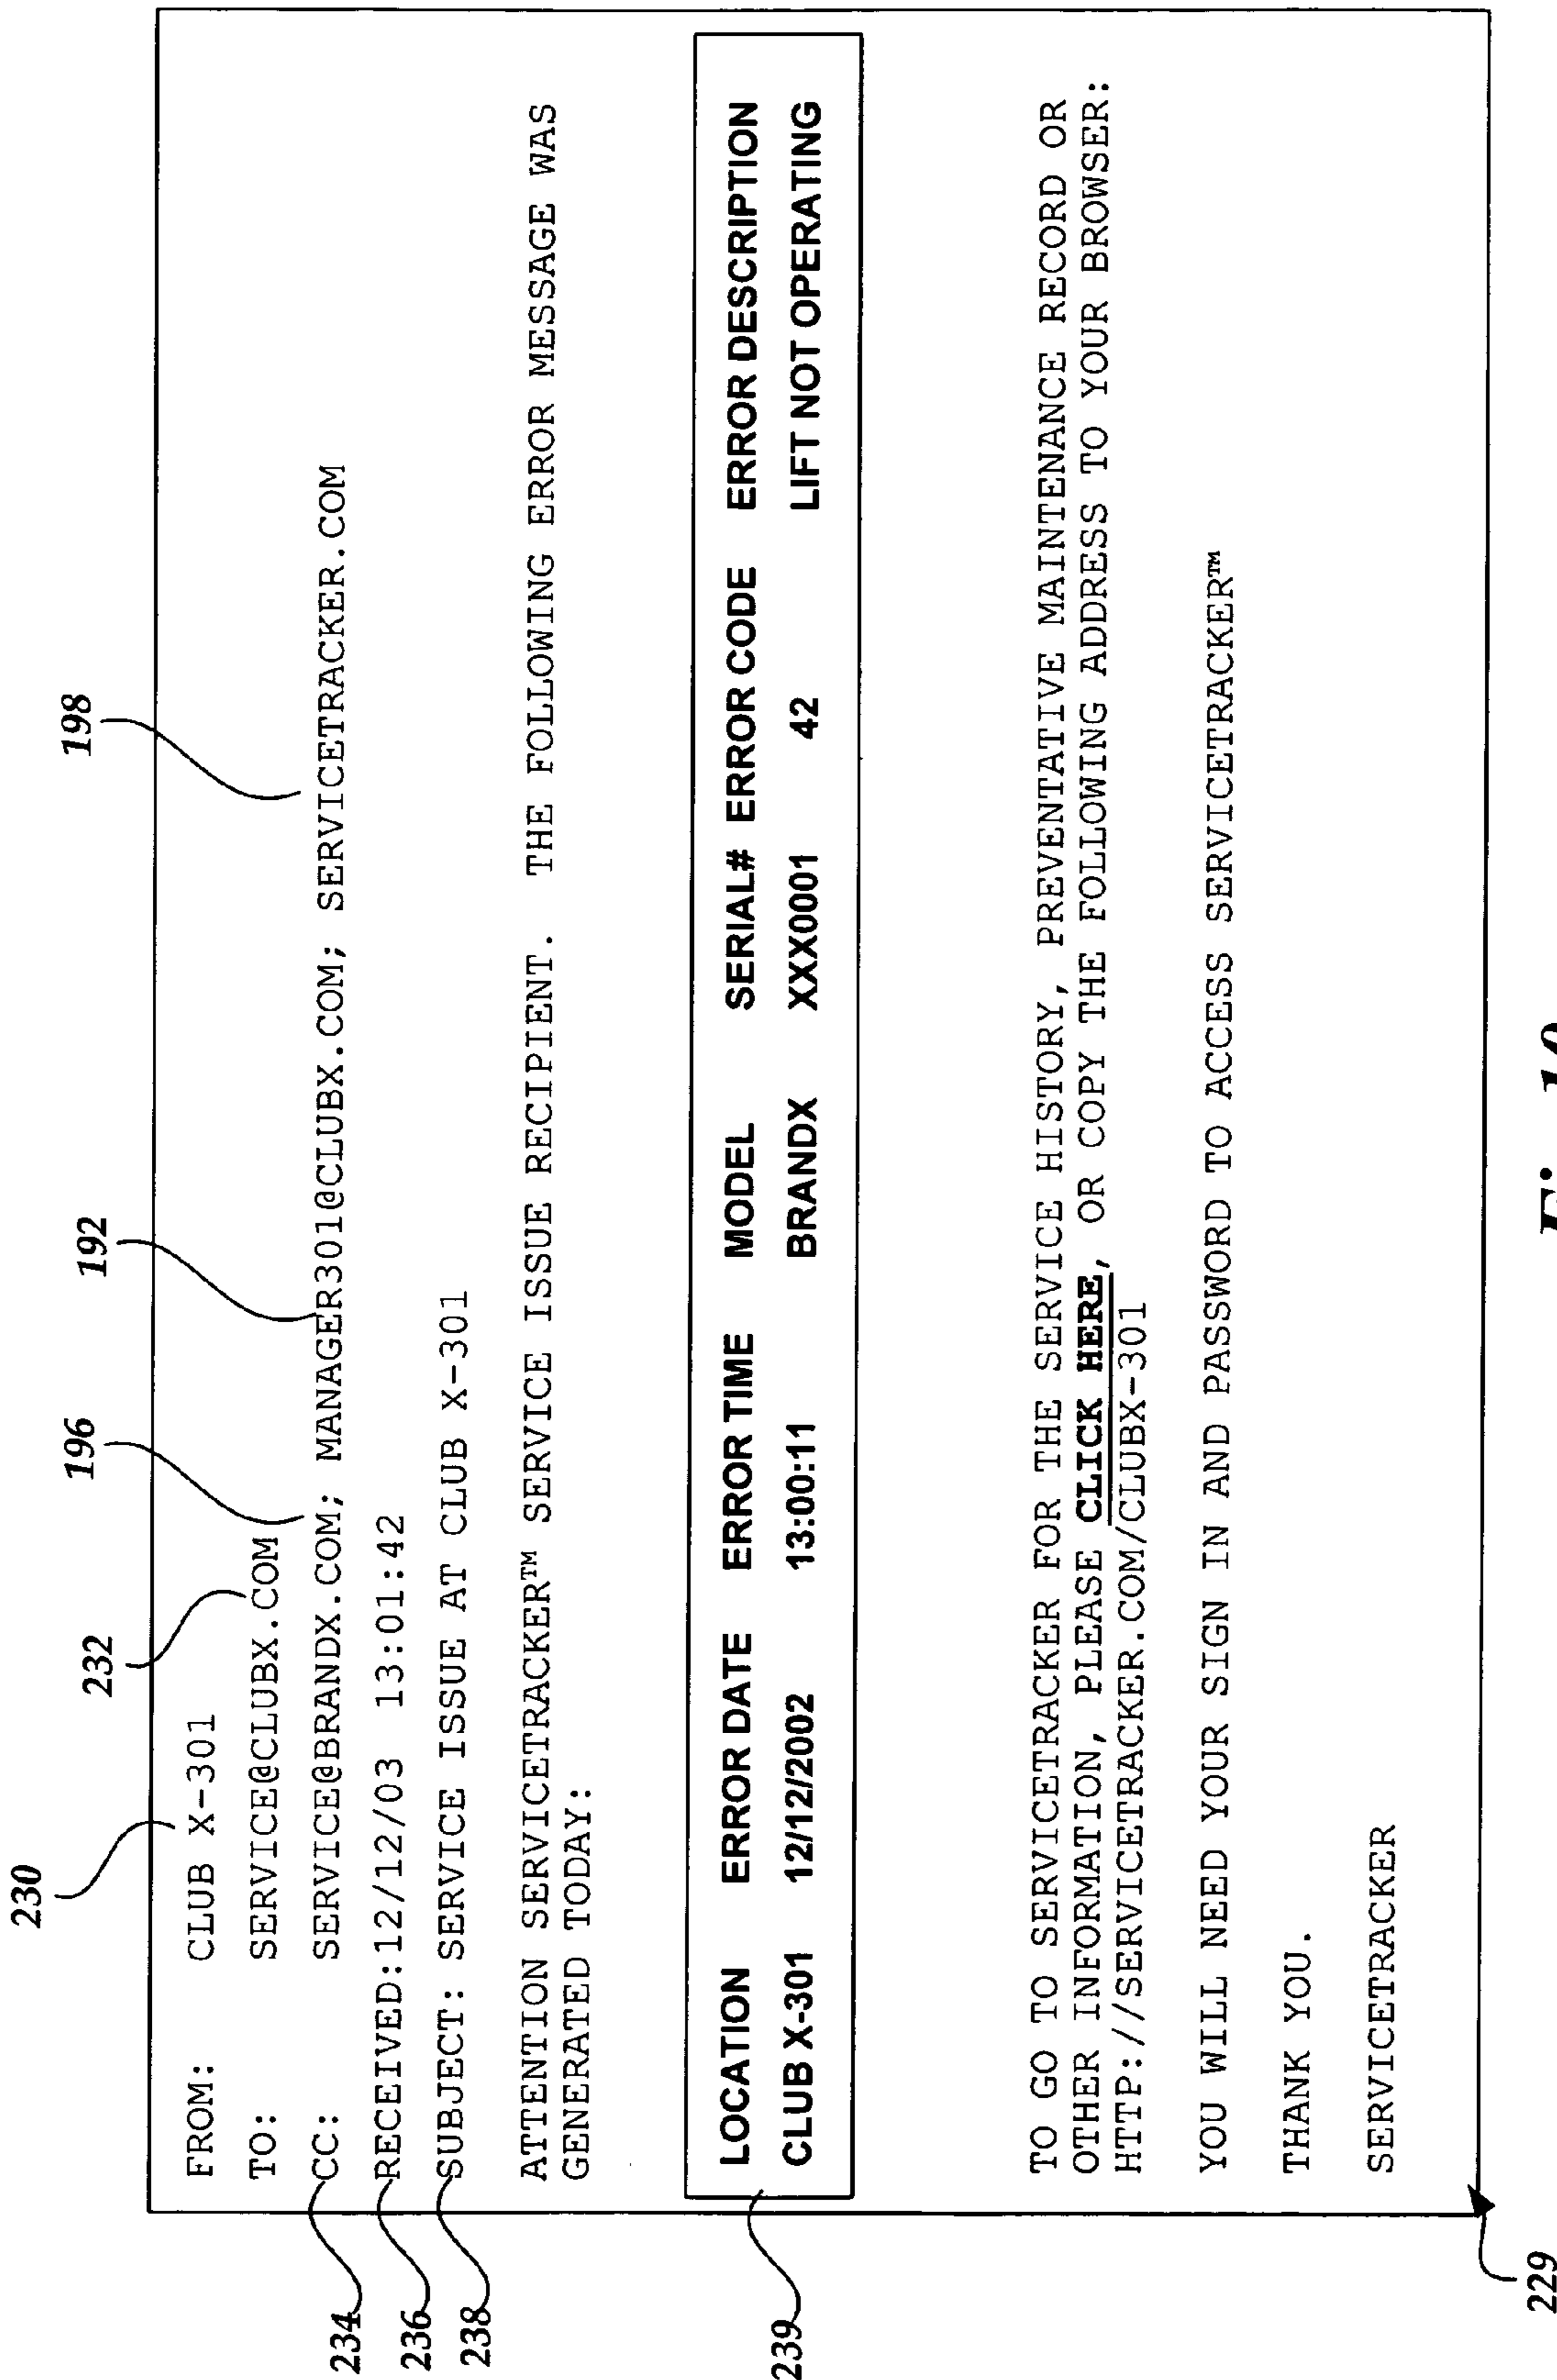 230
232
196
192
198
FROM: CLUB X-301
TO: SERVICE@CLUBX.COM
234 CC: SERVICE@BRANDX.COM; MANAGER301@CLUBX.COM; SERVICETRACKER.COM
236 RECEIVED:12/12/03 13:01:42
238 SUBJECT: SERVICE ISSUE AT CLUB X-301
ATTENTION SERVICETRACKER™ SERVICE ISSUE RECIPIENT. THE FOLLOWING ERROR MESSAGE WAS
GENERATED TODAY:
LOCATION ERROR DATE ERROR TIME MODEL SERIAL# ERROR CODE ERROR DESCRIPTION
CLUB X-301 12/12/2002 13:00:11 BRANDX XXX0001 42 LIFT NOT OPERATING
239
TO GO TO SERVICETRACKER FOR THE SERVICE HISTORY, PREVENTATIVE MAINTENANCE RECORD OR
OTHER INFORMATION, PLEASE CLICK HERE, OR COPY THE FOLLOWING ADDRESS TO YOUR BROWSER:
HTTP://SERVICETRACKER.COM/CLUBX-301
YOU WILL NEED YOUR SIGN IN AND PASSWORD TO ACCESS SERVICETRACKER™
THANK YOU.
SERVICETRACKER
229